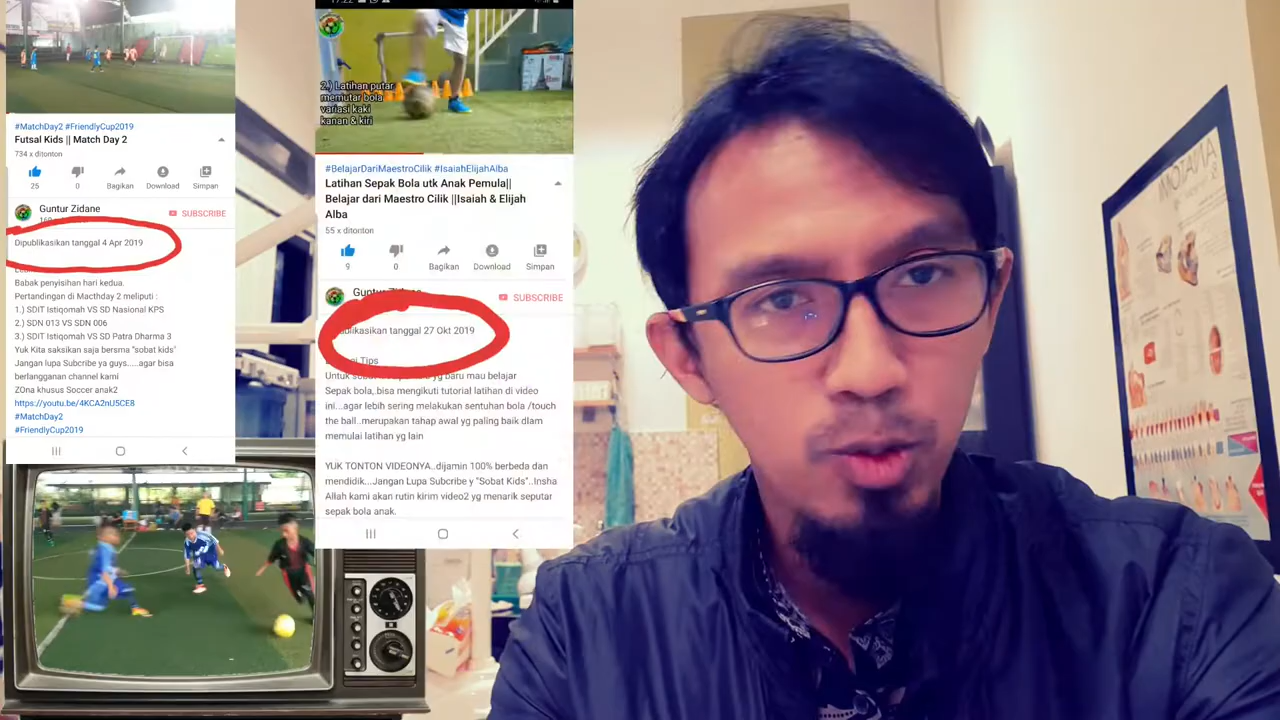 #MatchDay2 #FriendlyCup2019
Futsal Kids || Match Day 2
734 x ditonton
25
0
Bagikan
Download
Simpan
Guntur Zidane
SUBSCRIBE
Dipublikasikan tanggal 4 Apr 2019
Babak penyisihan hari kedua.
Pertandingan di Macthday 2 meliputi :
1.) SDIT Istiqomah VS SD Nasional KPS
2.) SDN 013 VS SDN 006
3.) SDIT Istiqomah VS SD Patra Dharma 3
Yuk Kita saksikan saja bersma "sobat kids"
Jangan lupa Subcribe ya guys.....agar bisa
berlangganan channel kami
ZOna khusus Soccer anak2
https://youtu.be/4KCA2nU5CE8
#MatchDay2
#FriendlyCup2019
17:22
2.) Latihan putar
memutar bola
variasi kaki
kanan & kiri
#BelajarDariMaestroCilik #IsaiahElijahAlba
Latihan Sepak Bola utk Anak Pemula||
Belajar dari Maestro Cilik ||Isaiah & Elijah
Alba
55 x ditonton
9
0
Bagikan
Download
Simpan
Guntur Zidane
SUBSCRIBE
tanggal 27 Okt 2019
Tips
baru mau belajar
Sepak bola,.bisa mengikuti tutorial latihan di video
ini...agar lebih sering melakukan sentuhan bola /touch
the ball..merupakan tahap awal yg paling baik dlam
memulai latihan yg lain
YUK TONTON VIDEONYA..dijamin 100% berbeda dan
mendidik...Jangan Lupa Subcribe y "Sobat Kids"..Insha
Allah kami akan rutin kirim video2 yg menarik seputar
sepak bola anak.